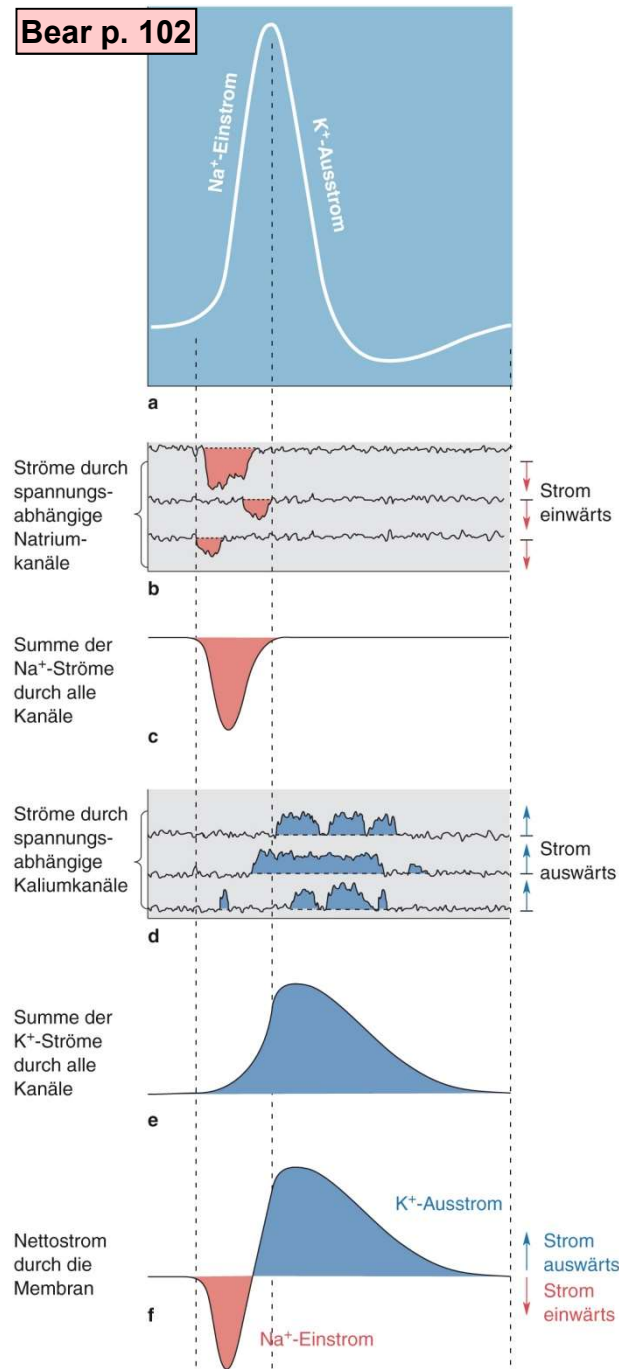 Bear p. 102
Na⁺-Einstrom
K⁺-Ausstrom
a
Ströme durch
spannungs-
abhängige
Natrium-
kanäle
Strom
einwärts
b
Summe der
Na⁺-Ströme
durch alle
Kanäle
c
Ströme durch
spannungs-
abhängige
Kaliumkanäle
Strom
auswärts
d
Summe der
K⁺-Ströme
durch alle
Kanäle
e
K⁺-Ausstrom
Nettostrom
durch die
Membran
Strom
auswärts
Strom
einwärts
f
Na⁺-Einstrom